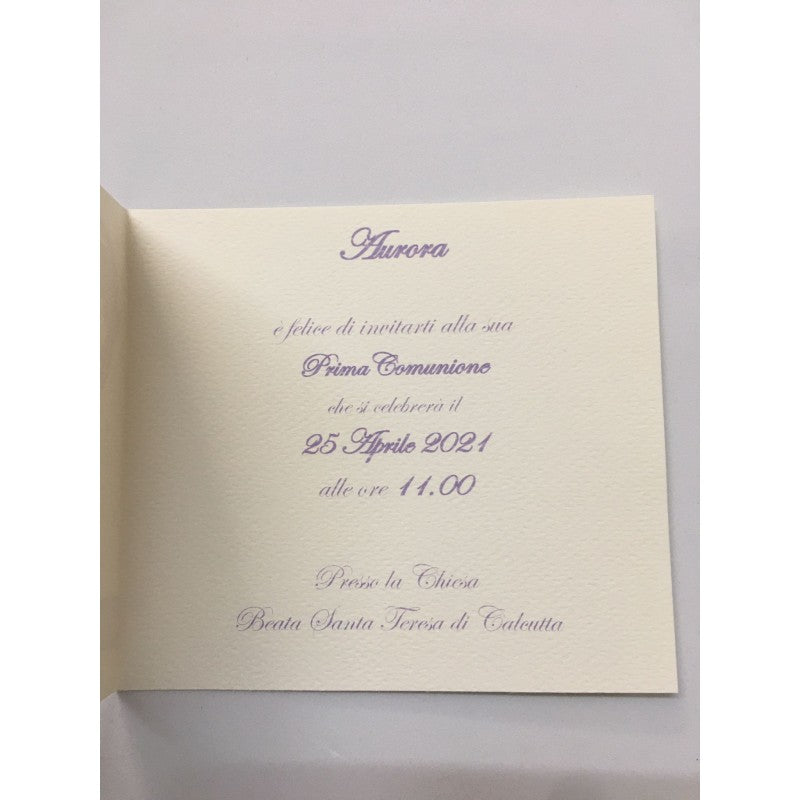 Aurora
è felice di invitarti alla sua
Prima Comunione
che si celebrerà il
25 Aprile 2021
alle ore 11.00
Presso la Chiesa
Beata Santa Teresa di Calcutta